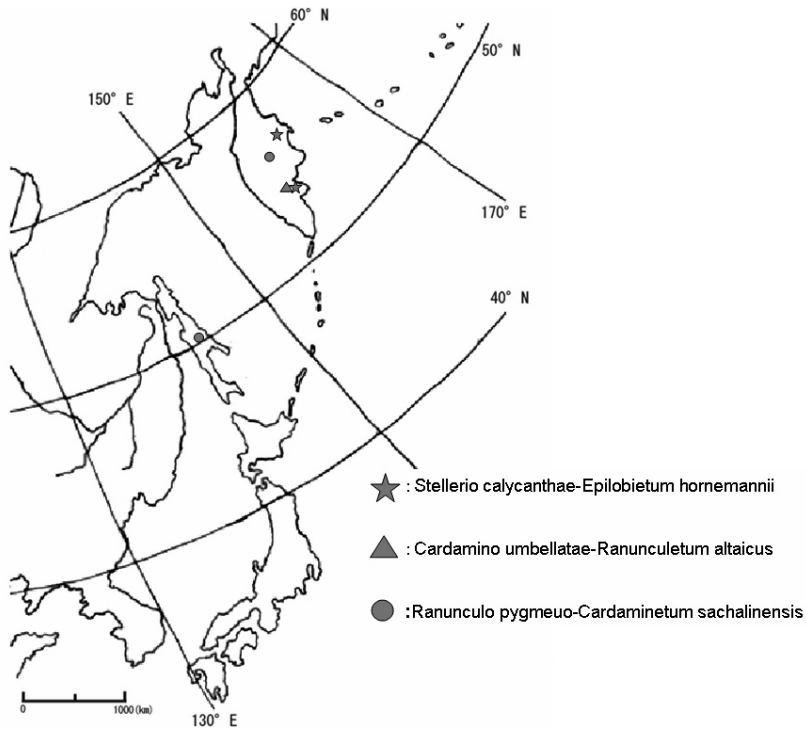 60° N
50° N
150° E
170° E
40° N
: Stellerio calycanthae-Epilobietum hornemannii
: Cardamino umbellatae-Ranunculetum altaicus
: Ranunculo pygmeuo-Cardaminetum sachalinensis
0 1000(km)
130° E